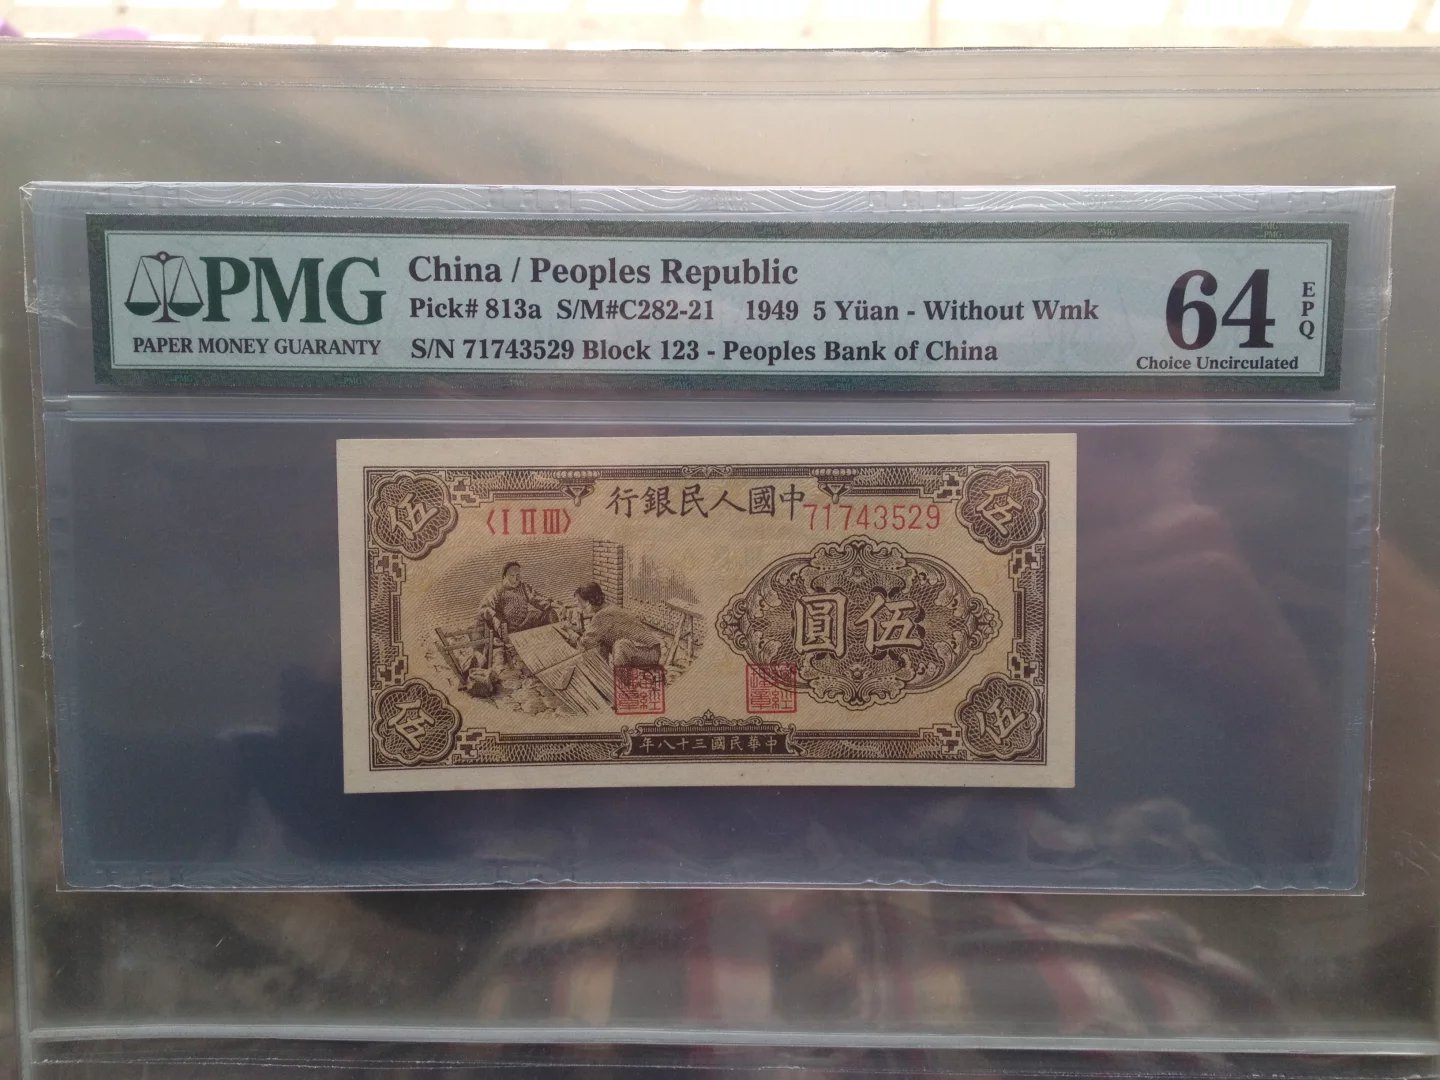 PMG
PAPER MONEY GUARANTY
China / Peoples Republic
Pick# 813a S/M#C282-21 1949 5 Yüan - Without Wmk
S/N 71743529 Block 123 - Peoples Bank of China
64
EPQ
Choice Uncirculated
行銀民人國中
〈I II III〉
71743529
伍
伍
圓伍
伍
伍
年八十三國民華中